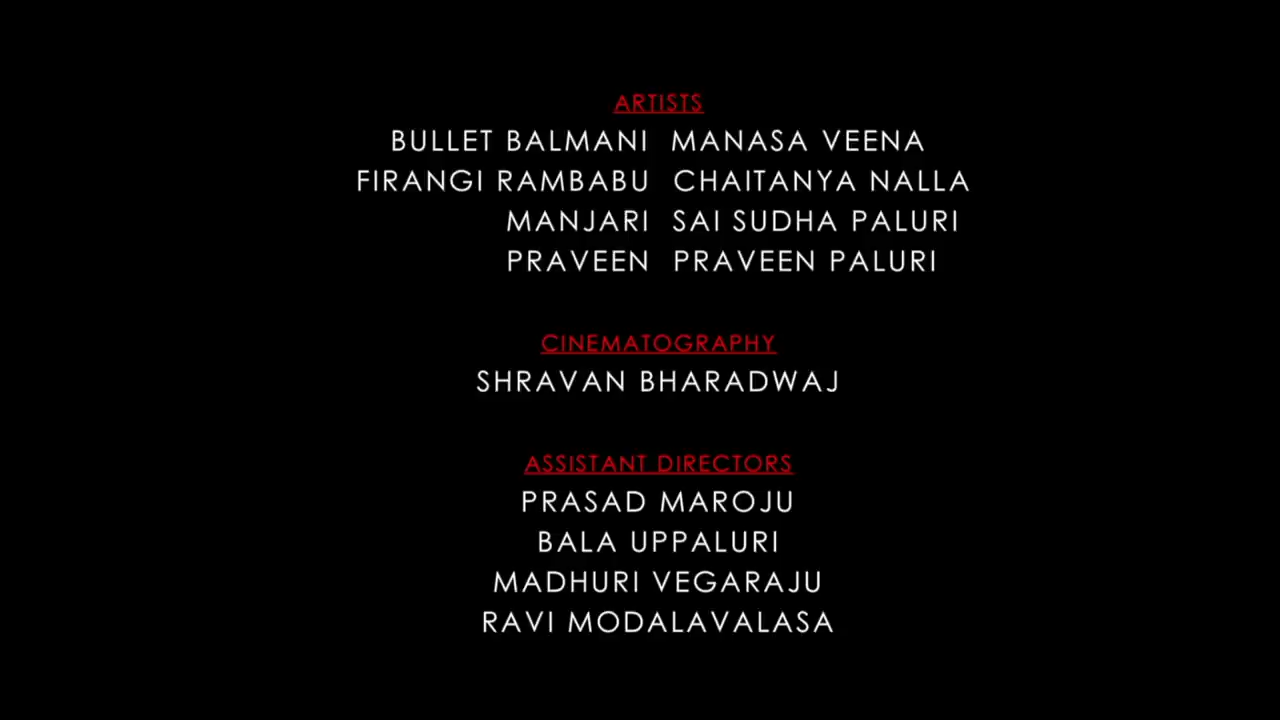 ARTISTS
BULLET BALMANI MANASA VEENA
FIRANGI RAMBABU CHAITANYA NALLA
MANJARI SAI SUDHA PALURI
PRAVEEN PRAVEEN PALURI
CINEMATOGRAPHY
SHRAVAN BHARADWAJ
ASSISTANT DIRECTORS
PRASAD MAROJU
BALA UPPALURI
MADHURI VEGARAJU
RAVI MODALAVALASA